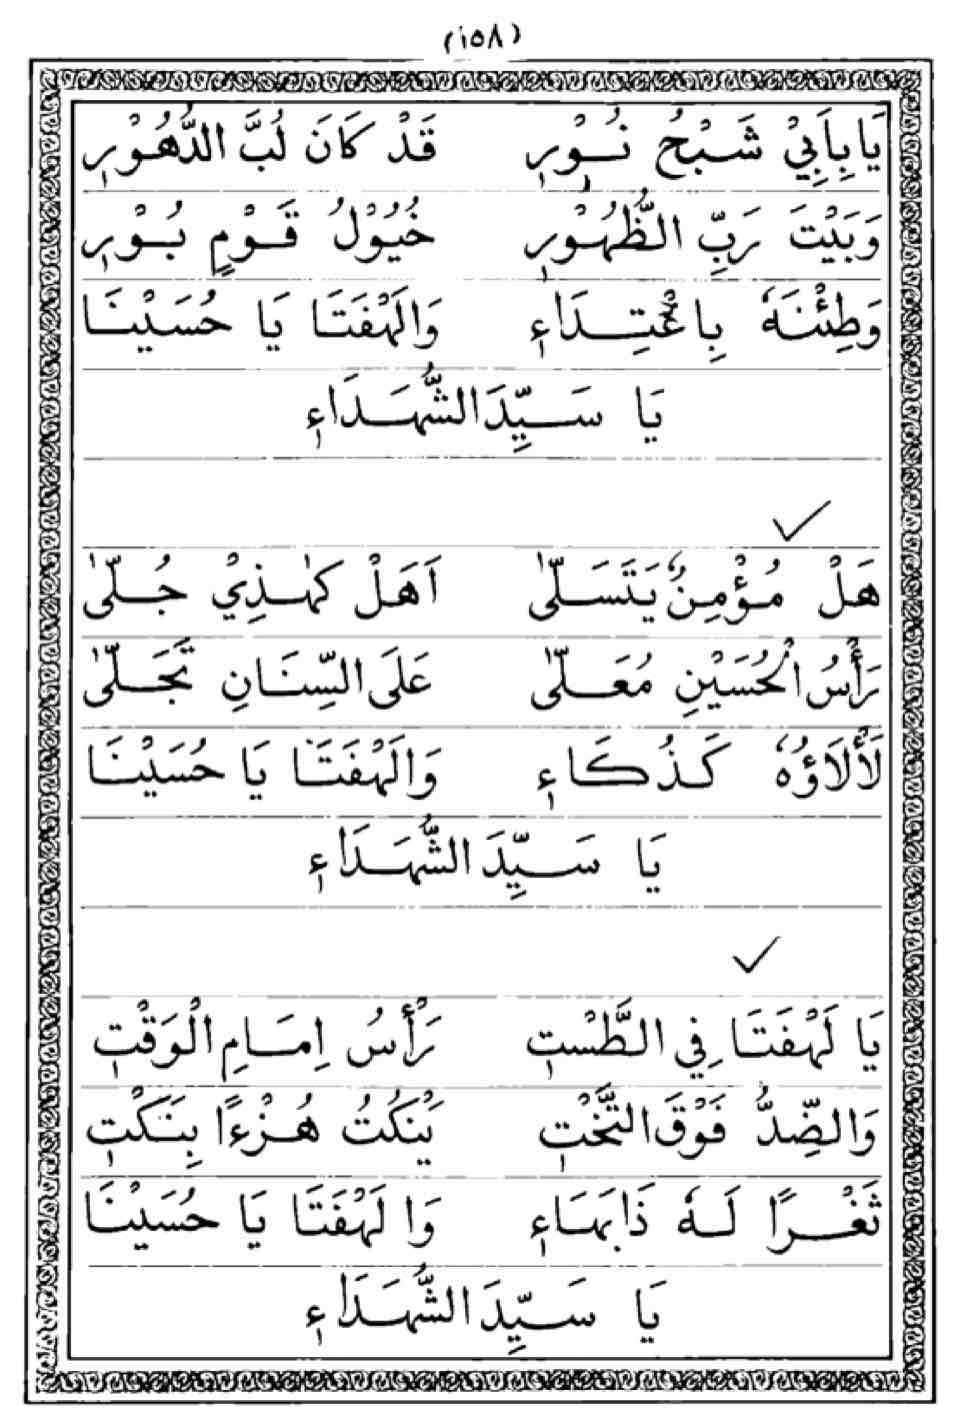 (١٥٨)
يَا بِاَبِيْ شَبْحُ نُوْرٖ قَدْ كَانَ لُبَّ الدُّهُوْرِ
وَبَيْتَ رَبِّ الظُّهُوْرٖ خُيُوْلُ قَوْمٍ بُوْرٖ
وَطِئْنَهٗ بِاعْتِدَاءٖ وَالَهْفَتَا يَا حُسَيْنَا
يَا سَيِّدَ الشُّهَدَاءٖ
هَلْ مُؤْمِنٌ يَتَسَلّٰى اَهَلْ كَهٰذِيْ جُلّٰى
رَأْسُ الْحُسَيْنِ مُعَلّٰى عَلَى السِّنَانِ تَجَلّٰى
لَأْلَاؤُهٗ كَذُكَاءٖ وَالَهْفَتَا يَا حُسَيْنَا
يَا سَيِّدَ الشُّهَدَاءٖ
يَا لَهْفَتَا فِي الطَّسْتٖ رَأْسُ اِمَامِ الْوَقْتٖ
وَالضِّدُّ فَوْقَ التَّخْتٖ يَنْكُتُ هُزْءًا بِنَكْتٖ
ثَغْرًا لَهٗ ذَا بَهَاءٖ وَا لَهْفَتَا يَا حُسَيْنَا
يَا سَيِّدَ الشُّهَدَاءٖ